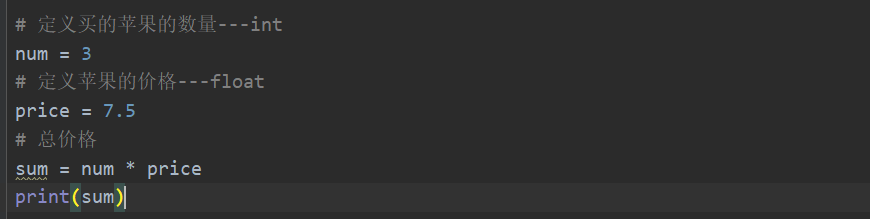 # 定义买的苹果的数量---int
num = 3
# 定义苹果的价格---float
price = 7.5
# 总价格
sum = num * price
print(sum)